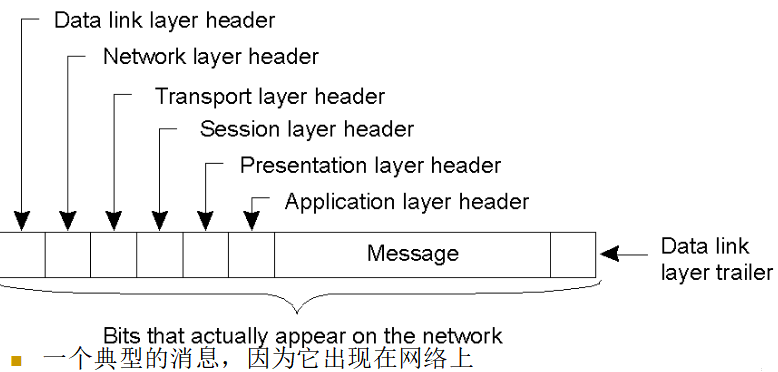 Data link layer header
Network layer header
Transport layer header
Session layer header
Presentation layer header
Application layer header
Message
Data link
layer trailer
Bits that actually appear on the network
一个典型的消息，因为它出现在网络上